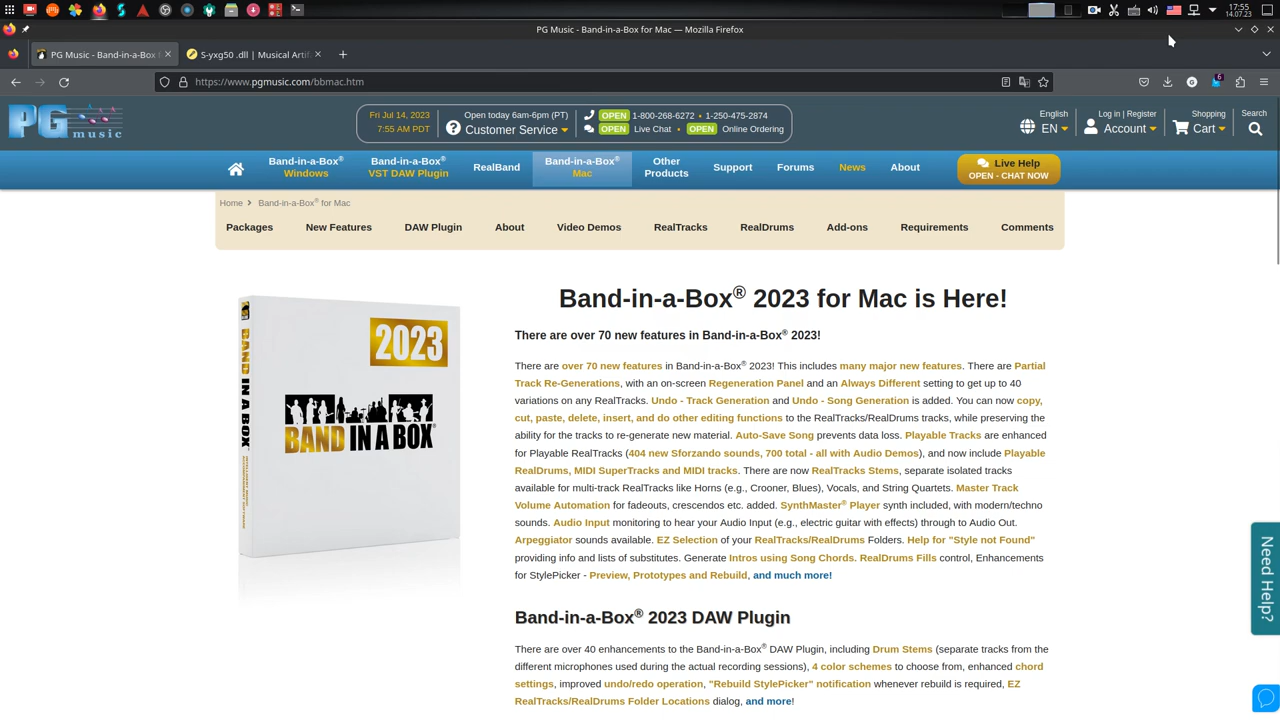 17:55
14.07.23
PG Music - Band-in-a-Box for Mac — Mozilla Firefox
PG Music - Band-in-a-Box f
S-yxg50 .dll | Musical Artif
https://www.pgmusic.com/bbmac.htm
6
PG music
Fri Jul 14, 2023
7:55 AM PDT
Open today 6am-6pm (PT)
Customer Service
OPEN 1-800-268-6272 • 1-250-475-2874
OPEN Live Chat • OPEN Online Ordering
English
EN
Log in | Register
Account
Shopping
Cart
Search
Band-in-a-Box® Windows
Band-in-a-Box® VST DAW Plugin
RealBand
Band-in-a-Box® Mac
Other Products
Support
Forums
News
About
Live Help
OPEN - CHAT NOW
Home > Band-in-a-Box® for Mac
Packages New Features DAW Plugin About Video Demos RealTracks RealDrums Add-ons Requirements Comments
2023
BAND IN A BOX®
BAND IN A BOX®
Band-in-a-Box® 2023 for Mac is Here!
There are over 70 new features in Band-in-a-Box® 2023!
There are over 70 new features in Band-in-a-Box® 2023! This includes many major new features. There are Partial
Track Re-Generations, with an on-screen Regeneration Panel and an Always Different setting to get up to 40
variations on any RealTracks. Undo - Track Generation and Undo - Song Generation is added. You can now copy,
cut, paste, delete, insert, and do other editing functions to the RealTracks/RealDrums tracks, while preserving the
ability for the tracks to re-generate new material. Auto-Save Song prevents data loss. Playable Tracks are enhanced
for Playable RealTracks (404 new Sforzando sounds, 700 total - all with Audio Demos), and now include Playable
RealDrums, MIDI SuperTracks and MIDI tracks. There are now RealTracks Stems, separate isolated tracks
available for multi-track RealTracks like Horns (e.g., Crooner, Blues), Vocals, and String Quartets. Master Track
Volume Automation for fadeouts, crescendos etc. added. SynthMaster® Player synth included, with modern/techno
sounds. Audio Input monitoring to hear your Audio Input (e.g., electric guitar with effects) through to Audio Out.
Arpeggiator sounds available. EZ Selection of your RealTracks/RealDrums Folders. Help for "Style not Found"
providing info and lists of substitutes. Generate Intros using Song Chords. RealDrums Fills control, Enhancements
for StylePicker - Preview, Prototypes and Rebuild, and much more!
Band-in-a-Box® 2023 DAW Plugin
There are over 40 enhancements to the Band-in-a-Box® DAW Plugin, including Drum Stems (separate tracks from the
different microphones used during the actual recording sessions), 4 color schemes to choose from, enhanced chord
settings, improved undo/redo operation, "Rebuild StylePicker" notification whenever rebuild is required, EZ
RealTracks/RealDrums Folder Locations dialog, and more!
Need Help?